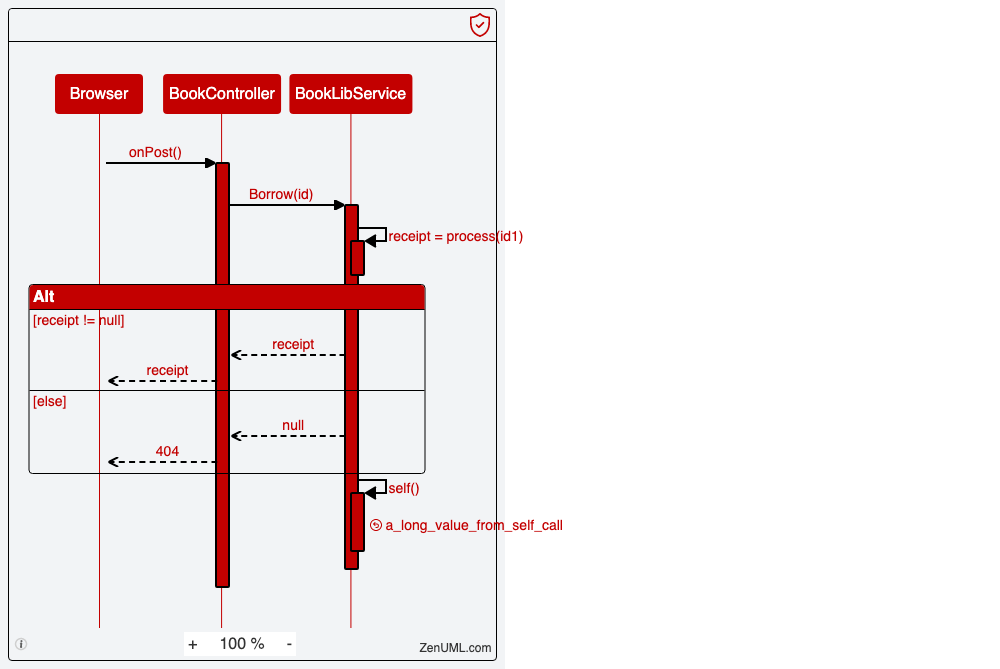 Browser
BookController
BookLibService
onPost()
Borrow(id)
receipt = process(id1)
Alt
[receipt != null]
receipt
receipt
[else]
null
404
self()
a_long_value_from_self_call
+ 100 % -
ZenUML.com